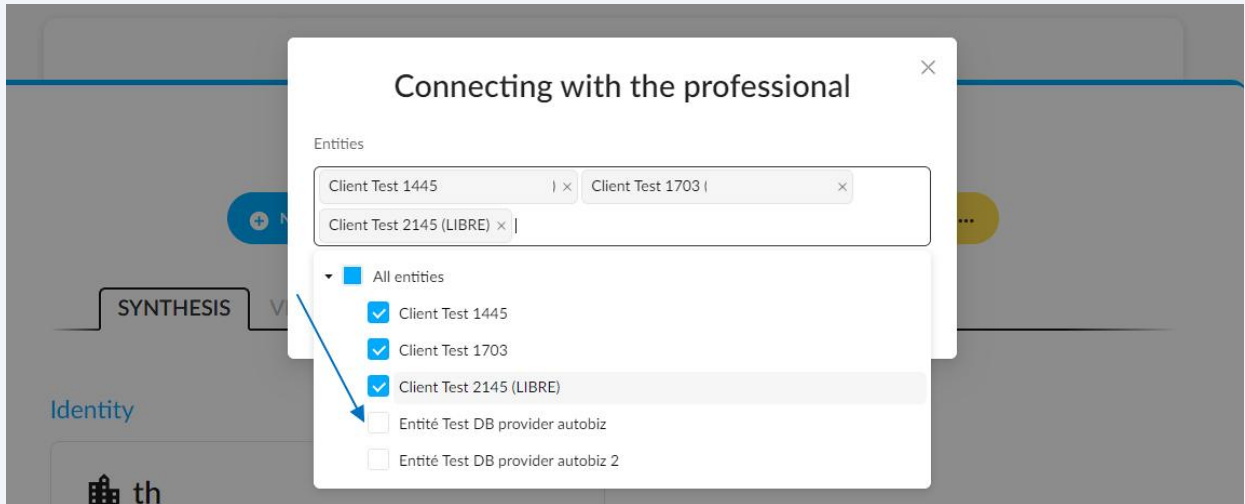 Connecting with the professional
Entities
Client Test 1445 ) × Client Test 1703 ( ×
Client Test 2145 (LIBRE) ×
N
...
All entities
SYNTHESIS
Client Test 1445
Client Test 1703
Client Test 2145 (LIBRE)
Identity
Entité Test DB provider autobiz
Entité Test DB provider autobiz 2
th